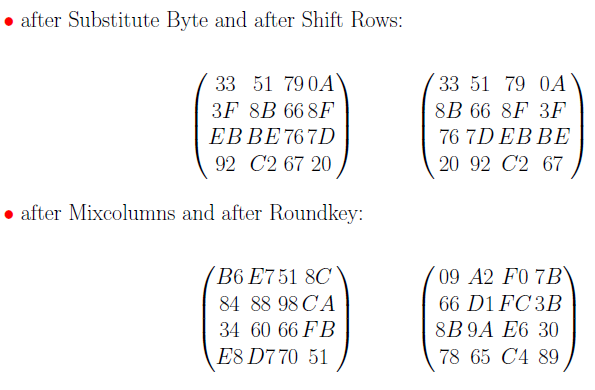 • after Substitute Byte and after Shift Rows:
33 51 79 0A 33 51 79 0A
3F 8B 66 8F 8B 66 8F 3F
EB BE 76 7D 76 7D EB BE
92 C2 67 20 20 92 C2 67
• after Mixcolumns and after Roundkey:
B6 E7 51 8C 09 A2 F0 7B
84 88 98 CA 66 D1 FC 3B
34 60 66 FB 8B 9A E6 30
E8 D7 70 51 78 65 C4 89